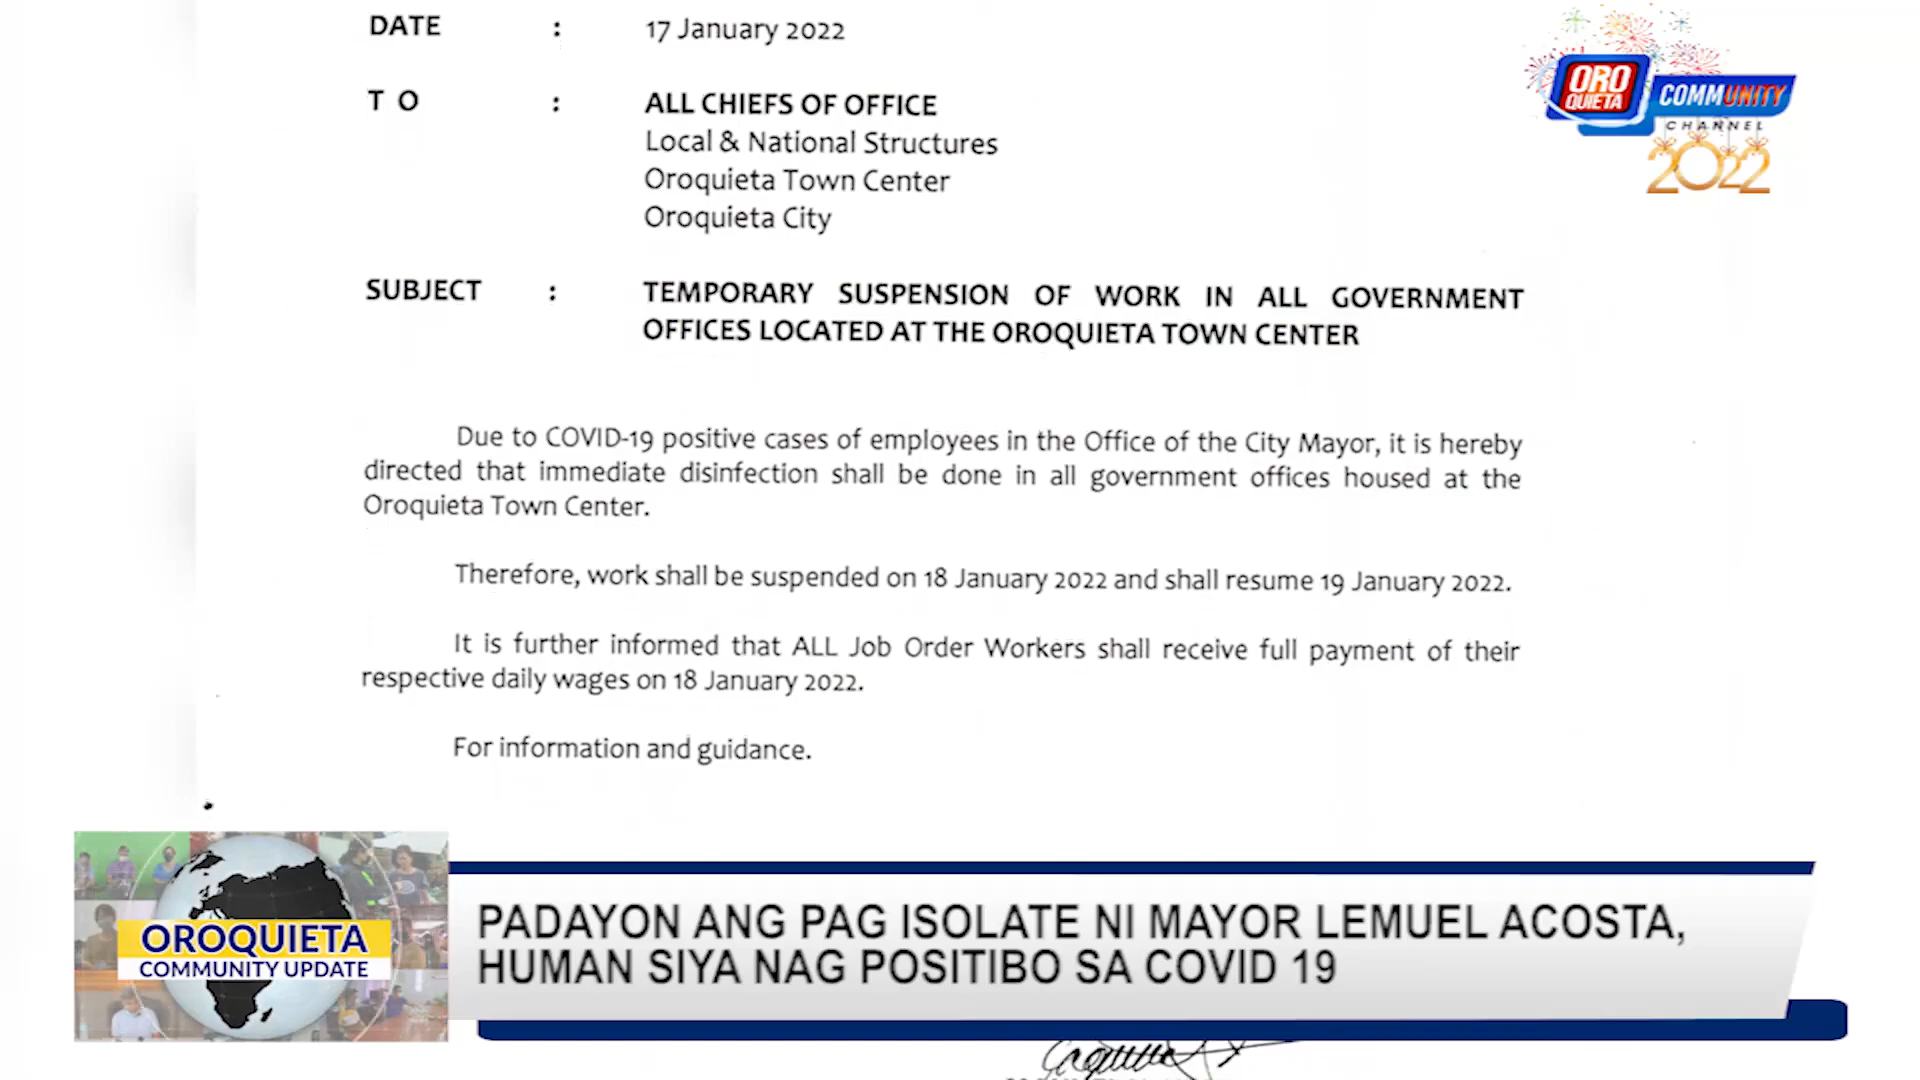 DATE : 17 January 2022
T O : ALL CHIEFS OF OFFICE
Local & National Structures
Oroquieta Town Center
Oroquieta City
SUBJECT : TEMPORARY SUSPENSION OF WORK IN ALL GOVERNMENT
OFFICES LOCATED AT THE OROQUIETA TOWN CENTER
Due to COVID-19 positive cases of employees in the Office of the City Mayor, it is hereby
directed that immediate disinfection shall be done in all government offices housed at the
Oroquieta Town Center.
Therefore, work shall be suspended on 18 January 2022 and shall resume 19 January 2022.
It is further informed that ALL Job Order Workers shall receive full payment of their
respective daily wages on 18 January 2022.
For information and guidance.
ORO
QUIETA
COMMUNITY
CHANNEL
2022
OROQUIETA
COMMUNITY UPDATE
PADAYON ANG PAG ISOLATE NI MAYOR LEMUEL ACOSTA,
HUMAN SIYA NAG POSITIBO SA COVID 19